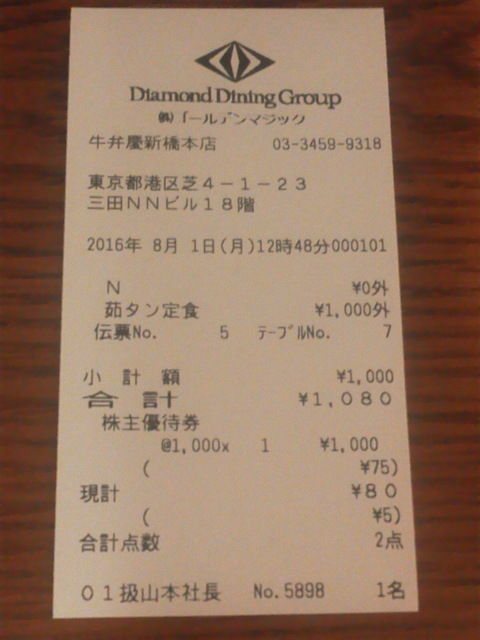 Diamond Dining Group
㈱ゴールデンマジック
牛弁慶新橋本店 03-3459-9318
東京都港区芝4-1-23
三田NNビル18階
2016年 8月 1日(月)12時48分000101
N ¥0外
茹タン定食 ¥1,000外
伝票No. 5 テーブルNo. 7
小 計 額 ¥1,000
合 計 ¥1,080
株主優待券
@1,000x 1 ¥1,000
( ¥75)
現計 ¥80
( ¥5)
合計点数 2点
01扱山本社長 No.5898 1名